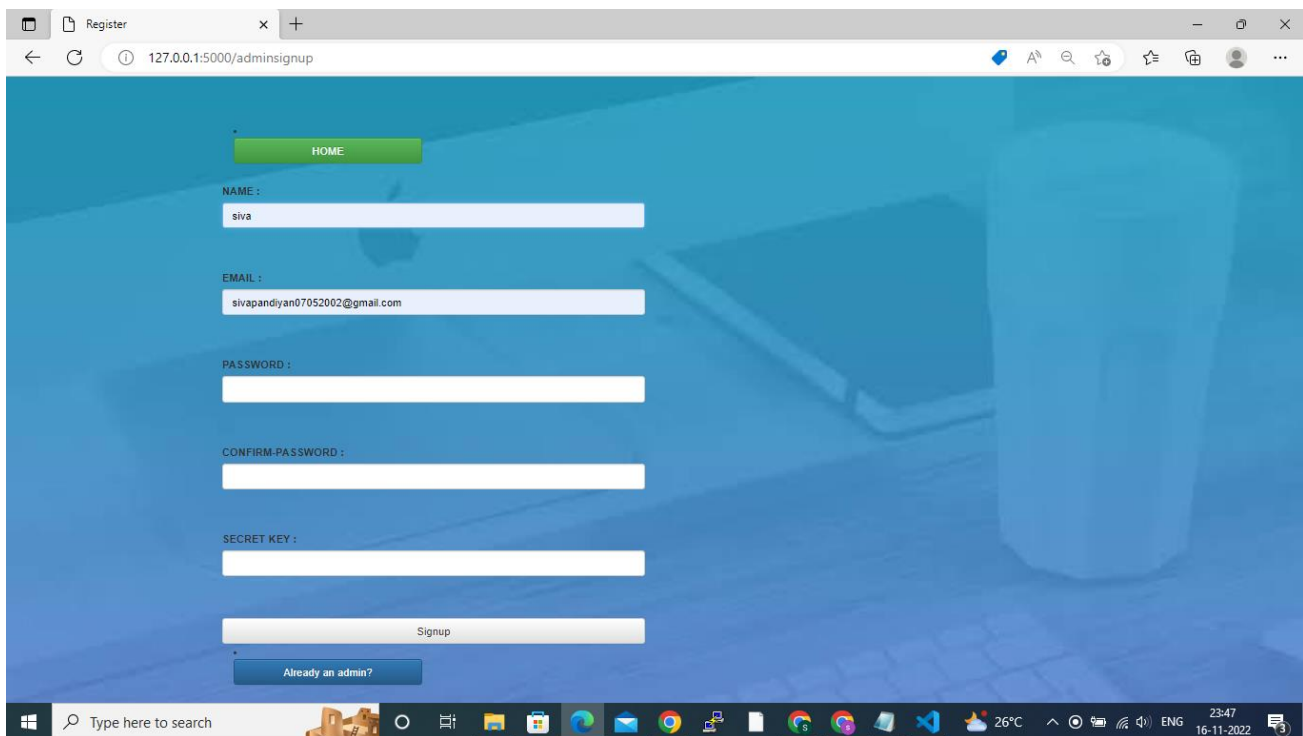 Register
127.0.0.1:5000/adminsignup
HOME
NAME :
siva
EMAIL :
sivapandiyan07052002@gmail.com
PASSWORD :
CONFIRM-PASSWORD :
SECRET KEY :
Signup
Already an admin?
Type here to search
26°C
ENG
23:47
16-11-2022
3